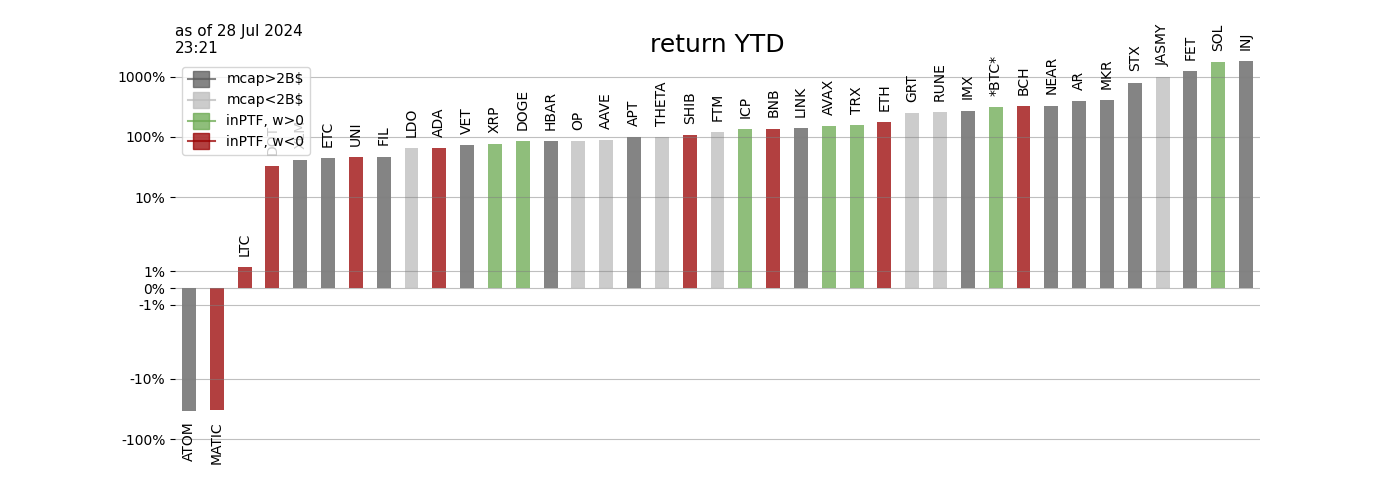 as of 28 Jul 2024
23:21
return YTD
mcap>2B$
mcap<2B$
inPTF, w>0
inPTF, w<0
1000%
100%
10%
1%
0%
-1%
-10%
-100%
ATOM
MATIC
LTC
DOT
ETC
UNI
FIL
LDO
ADA
VET
XRP
DOGE
HBAR
OP
AAVE
APT
THETA
SHIB
FTM
ICP
BNB
LINK
AVAX
TRX
ETH
GRT
RUNE
IMX
*BTC*
BCH
NEAR
AR
MKR
STX
JASMY
FET
SOL
INJ